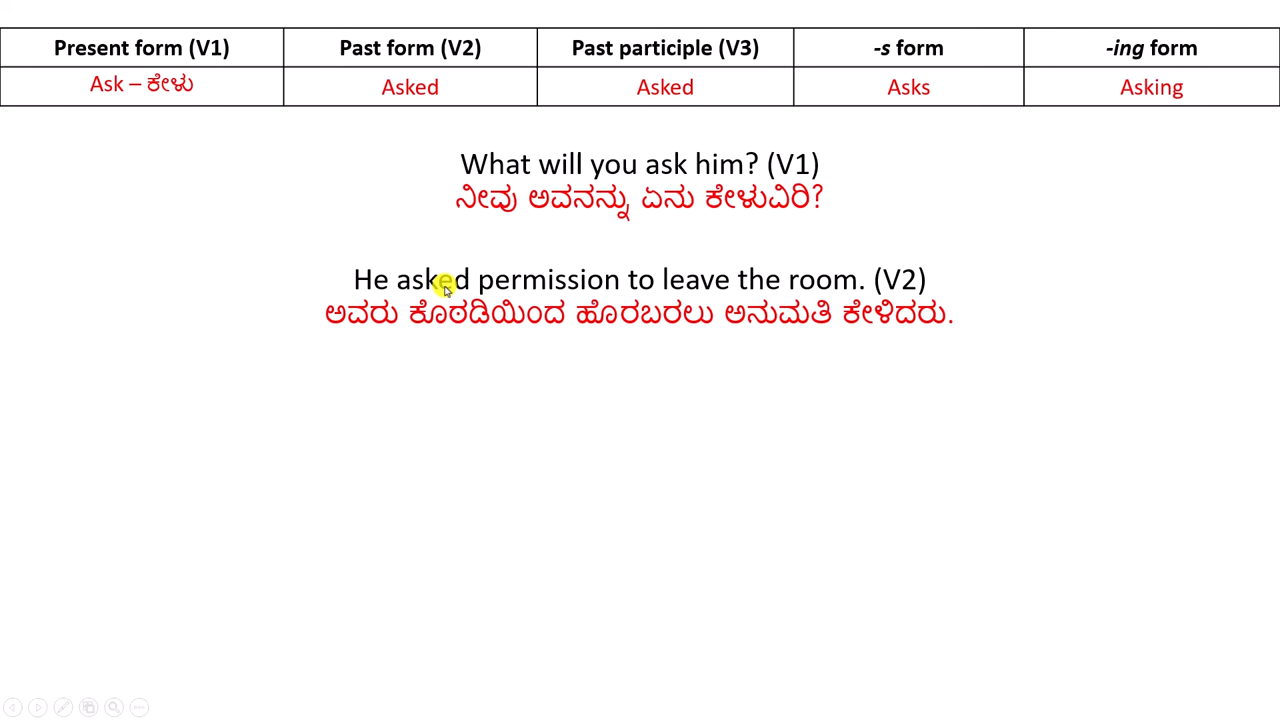 Present form (V1) Past form (V2) Past participle (V3) -s form -ing form
Ask – ಕೇಳು Asked Asked Asks Asking
What will you ask him? (V1)
ನೀವು ಅವನನ್ನು ಏನು ಕೇಳುವಿರಿ?
He asked permission to leave the room. (V2)
ಅವರು ಕೊಠಡಿಯಿಂದ ಹೊರಬರಲು ಅನುಮತಿ ಕೇಳಿದರು.